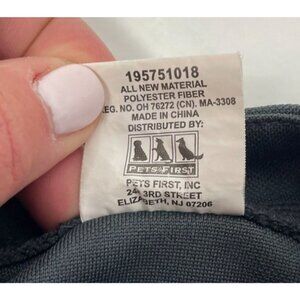 195751018
ALL NEW MATERIAL
POLYESTER FIBER
REG. NO. OH 76272 (CN). MA-3308
MADE IN CHINA
DISTRIBUTED BY:
PETS FIRST
PETS FIRST, INC
3RD STREET
ELIZABETH, NJ 07206